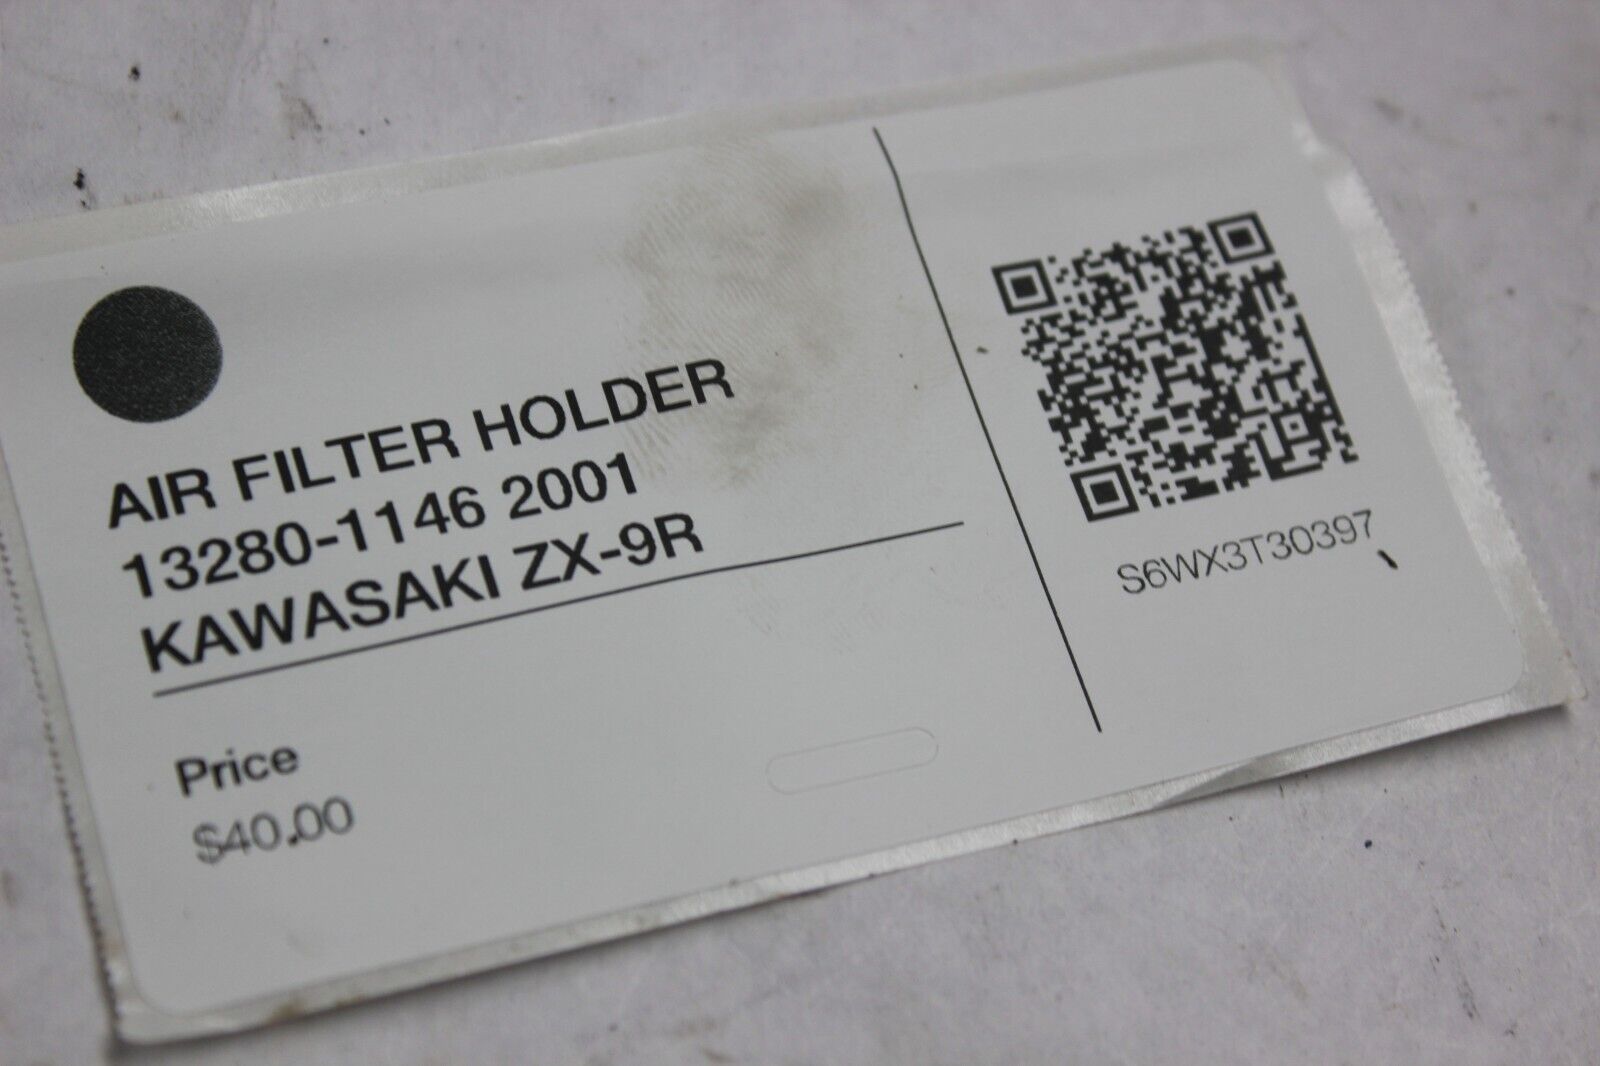 AIR FILTER HOLDER
13280-1146 2001
KAWASAKI ZX-9R
Price
$40.00
S6WX3T30397